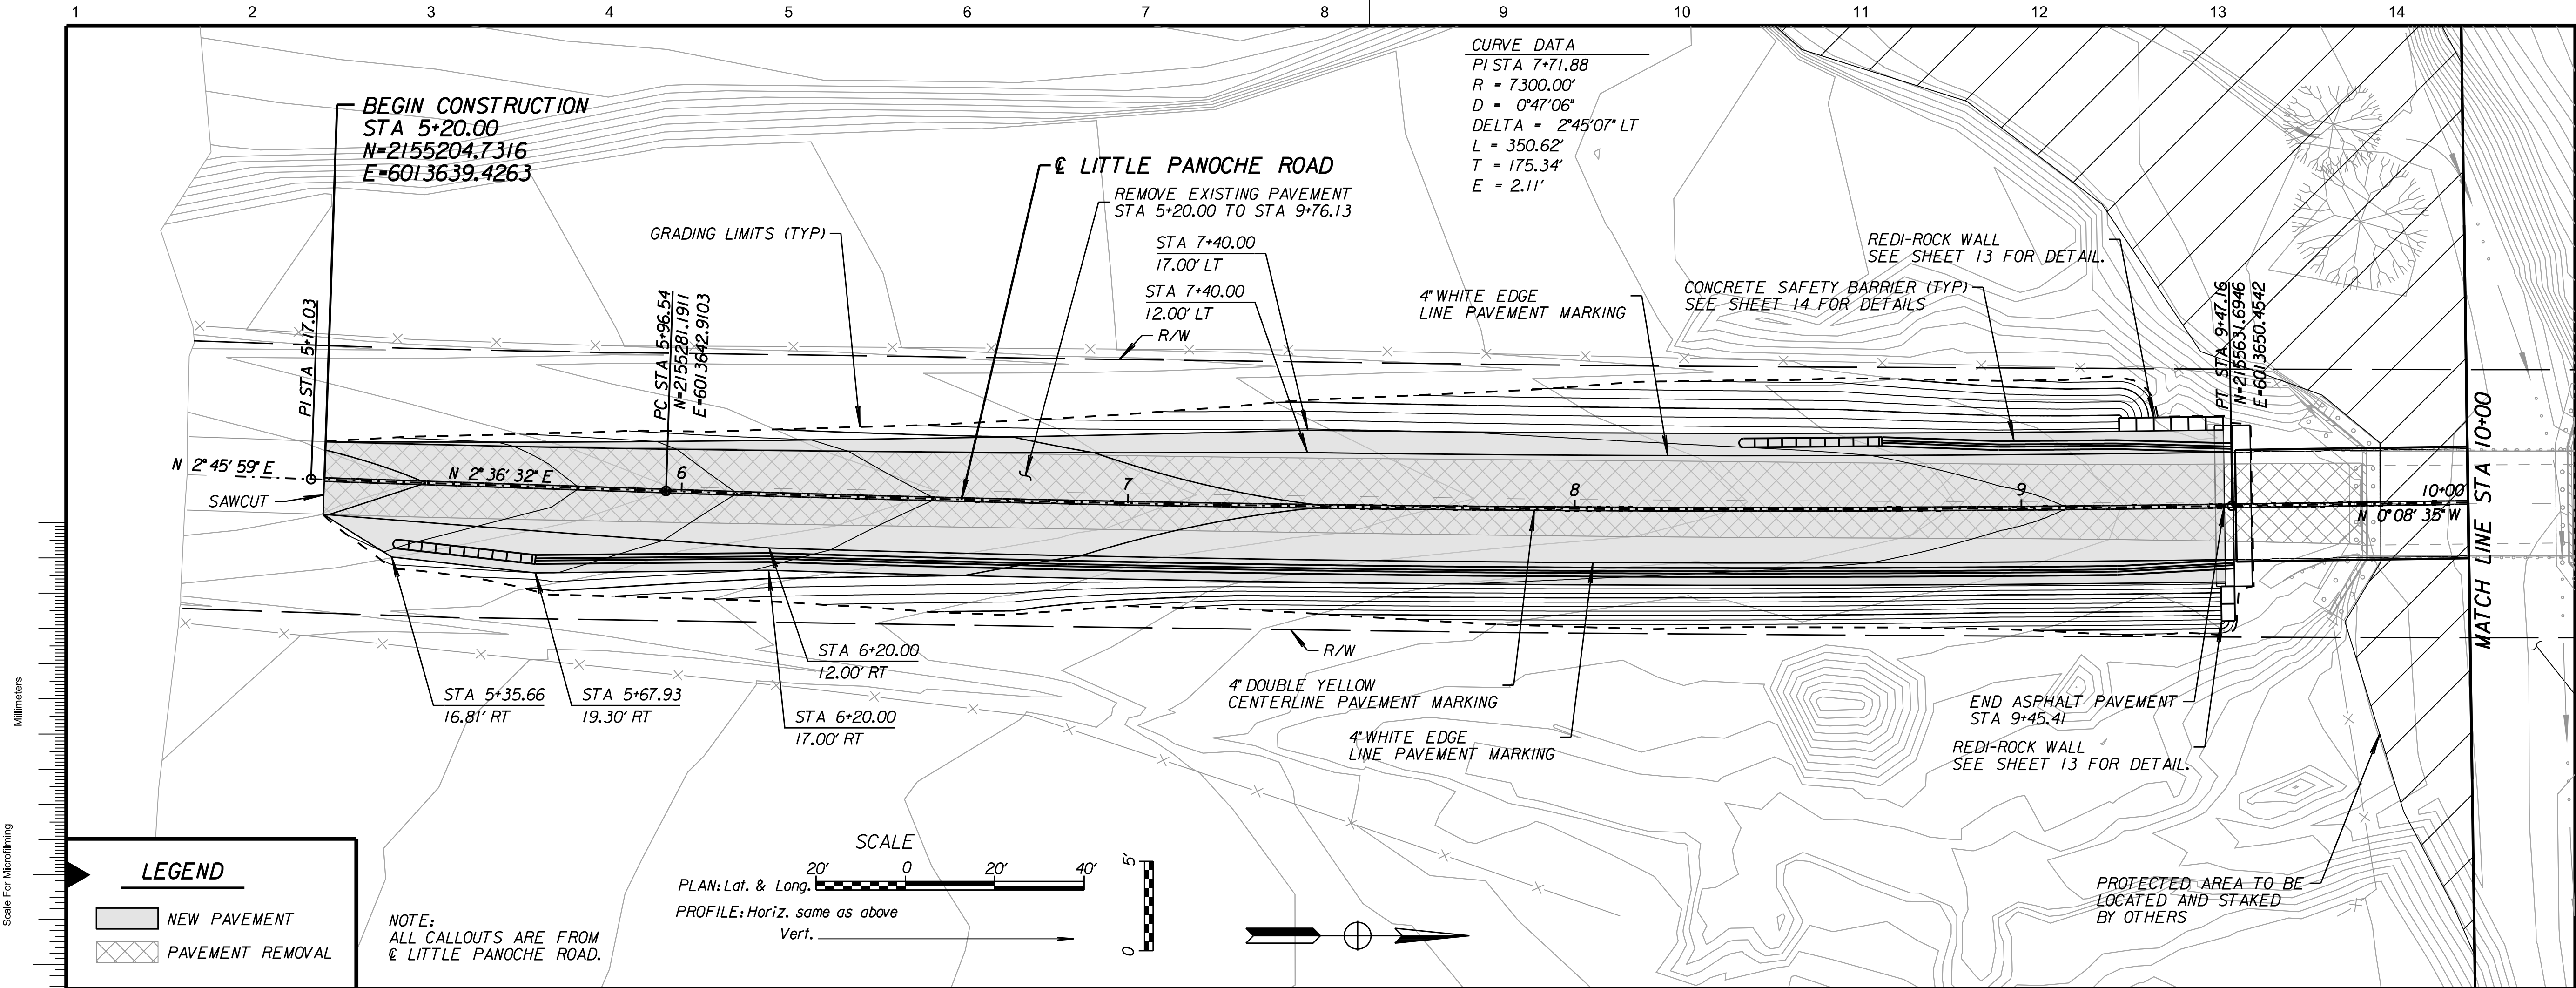 1 2 3 4 5 6 7 8 9 10 11 12 13 14
CURVE DATA
PI STA 7+71.88
R = 7300.00'
D = 0°47'06"
DELTA = 2°45'07" LT
L = 350.62'
T = 175.34'
E = 2.11'
BEGIN CONSTRUCTION
STA 5+20.00
N=2155204.7316
E=6013639.4263
℄ LITTLE PANOCHE ROAD
REMOVE EXISTING PAVEMENT
STA 5+20.00 TO STA 9+76.13
GRADING LIMITS (TYP)
STA 7+40.00
17.00' LT
STA 7+40.00
12.00' LT
REDI-ROCK WALL
SEE SHEET 13 FOR DETAIL.
CONCRETE SAFETY BARRIER (TYP)
SEE SHEET 14 FOR DETAILS
4" WHITE EDGE
LINE PAVEMENT MARKING
R/W
PI STA 5+17.03
PC STA 5+96.54
N=2155281.1911
E=6013642.9103
PT STA 9+47.16
N=2155631.6946
E=6013650.4542
N 2°45'59" E
SAWCUT
N 2°36'32" E
6
7
8
9
10+00
N 0°08'35" W
MATCH LINE STA 10+00
STA 5+35.66
16.81' RT
STA 5+67.93
19.30' RT
STA 6+20.00
12.00' RT
STA 6+20.00
17.00' RT
R/W
4" DOUBLE YELLOW
CENTERLINE PAVEMENT MARKING
4" WHITE EDGE
LINE PAVEMENT MARKING
END ASPHALT PAVEMENT
STA 9+45.41
REDI-ROCK WALL
SEE SHEET 13 FOR DETAIL.
PROTECTED AREA TO BE
LOCATED AND STAKED
BY OTHERS
Millimeters
Scale For Microfilming
LEGEND
NEW PAVEMENT
PAVEMENT REMOVAL
NOTE:
ALL CALLOUTS ARE FROM
℄ LITTLE PANOCHE ROAD.
SCALE
20' 0 20' 40'
PLAN: Lat. & Long.
PROFILE: Horiz. same as above
Vert.
5'
0